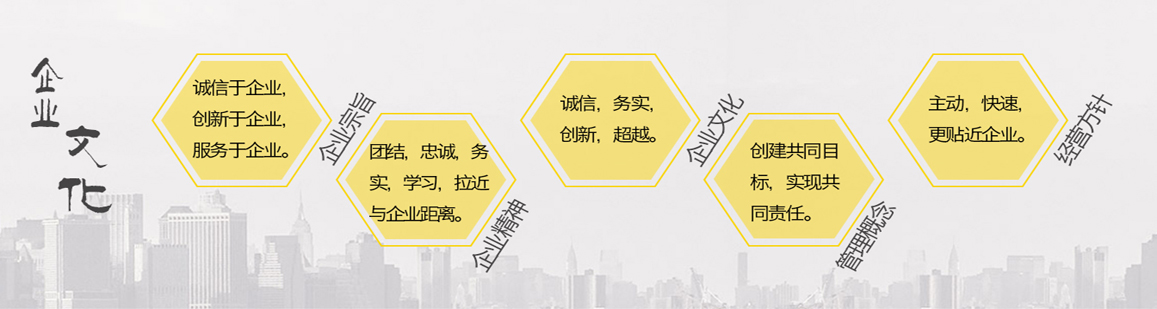 企业
文
化
诚信于企业，
创新于企业，
服务于企业。
企业宗旨
团结，忠诚，务
实，学习，拉近
与企业距离。
企业精神
诚信，务实，
创新，超越。
企业文化
创建共同目
标，实现共
同责任。
管理概念
主动，快速，
更贴近企业。
经营方针